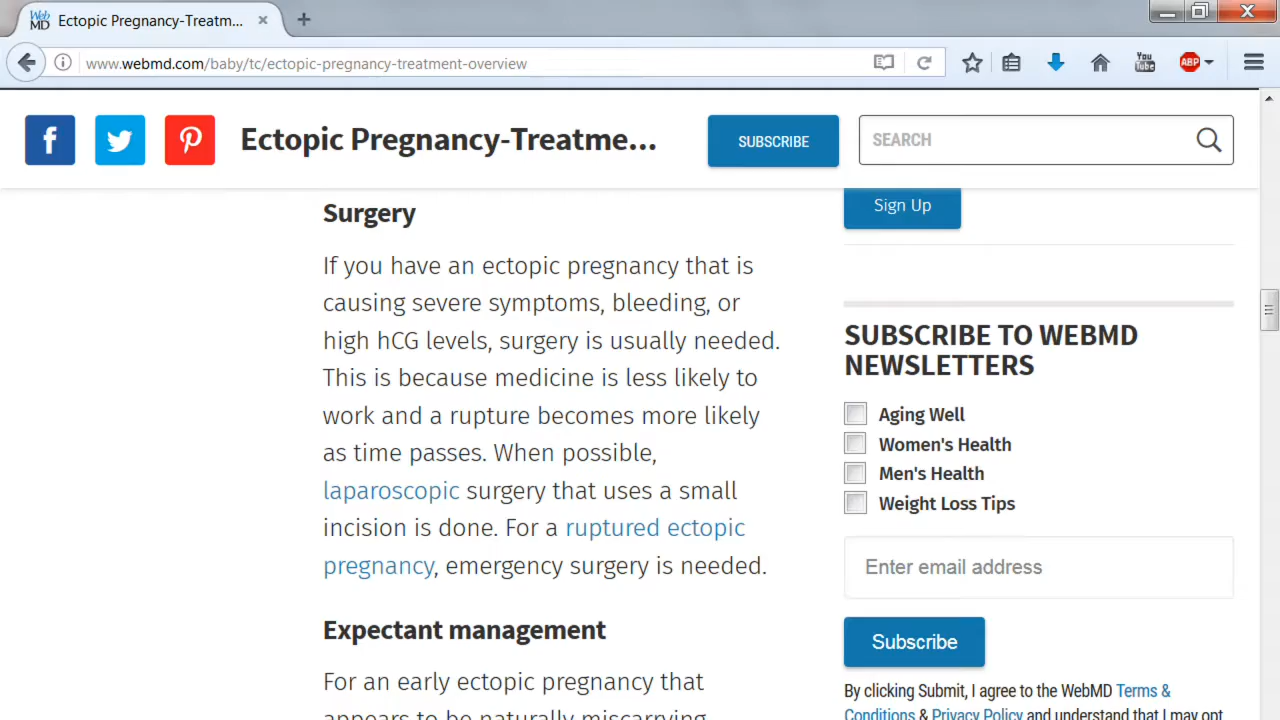 Web
MD
Ectopic Pregnancy-Treatm...
www.webmd.com/baby/tc/ectopic-pregnancy-treatment-overview
You
Tube
ABP
f
Ectopic Pregnancy-Treatme...
SUBSCRIBE
SEARCH
Surgery
If you have an ectopic pregnancy that is
causing severe symptoms, bleeding, or
high hCG levels, surgery is usually needed.
This is because medicine is less likely to
work and a rupture becomes more likely
as time passes. When possible,
laparoscopic surgery that uses a small
incision is done. For a ruptured ectopic
pregnancy, emergency surgery is needed.
Expectant management
For an early ectopic pregnancy that
appears to be naturally miscarrying
Sign Up
SUBSCRIBE TO WEBMD
NEWSLETTERS
Aging Well
Women's Health
Men's Health
Weight Loss Tips
Enter email address
Subscribe
By clicking Submit, I agree to the WebMD Terms &
Conditions & Privacy Policy and understand that I may opt